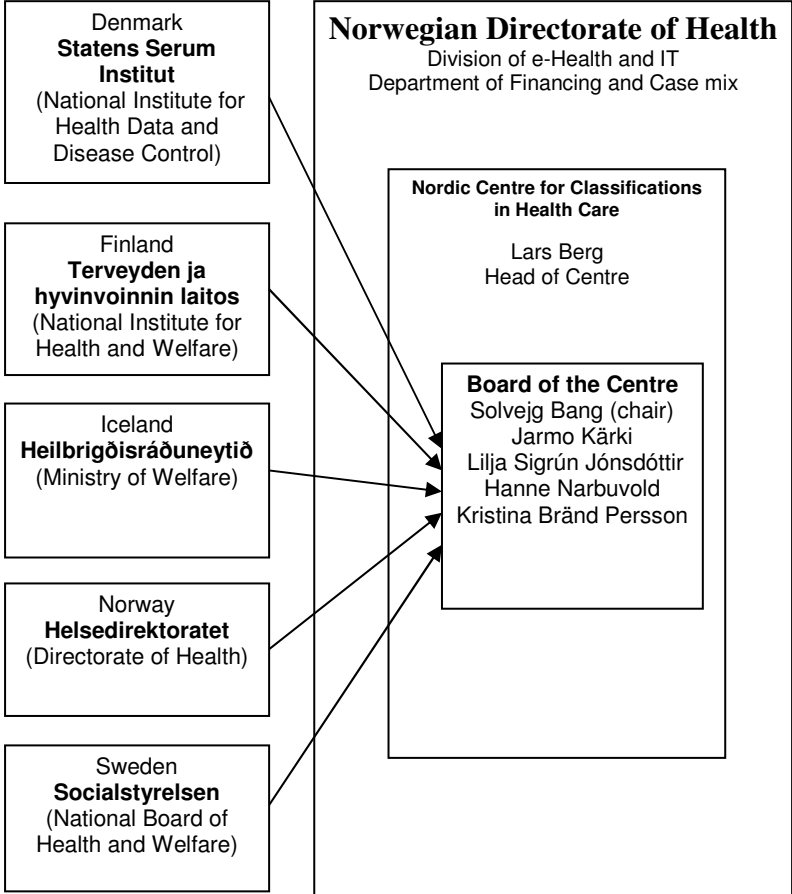 Denmark
Statens Serum
Institut
(National Institute for
Health Data and
Disease Control)
Finland
Terveyden ja
hyvinvoinnin laitos
(National Institute for
Health and Welfare)
Iceland
Heilbrigðisráðuneytið
(Ministry of Welfare)
Norway
Helsedirektoratet
(Directorate of Health)
Sweden
Socialstyrelsen
(National Board of
Health and Welfare)
Norwegian Directorate of Health
Division of e-Health and IT
Department of Financing and Case mix
Nordic Centre for Classifications
in Health Care
Lars Berg
Head of Centre
Board of the Centre
Solvejg Bang (chair)
Jarmo Kärki
Lilja Sigrún Jónsdóttir
Hanne Narbuvold
Kristina Bränd Persson